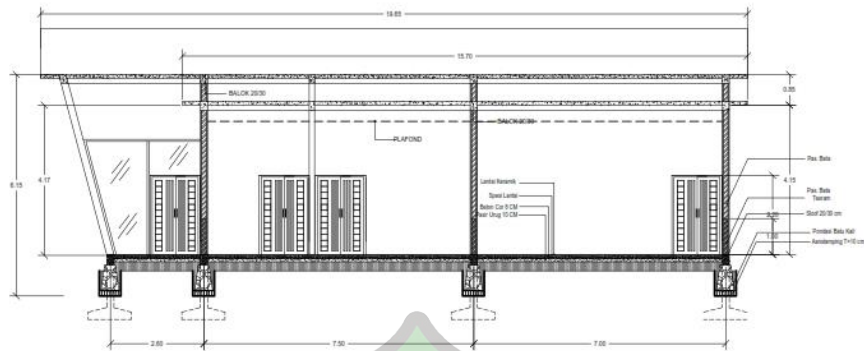 19.65
15.70
BALOK 20/30
0.85
BALOK 20/30
PLAFOND
6.15
4.17
4.15
Pas. Bata
Lantai Keramik
Spesi Lantai
Beton Cor 5 CM
Pasir Urug 10 CM
Pas. Bata
Tasram
Sloof 20/30 cm
1.00
Pondasi Batu Kali
Aanstamping T=10 cm
2.60
7.50
7.00